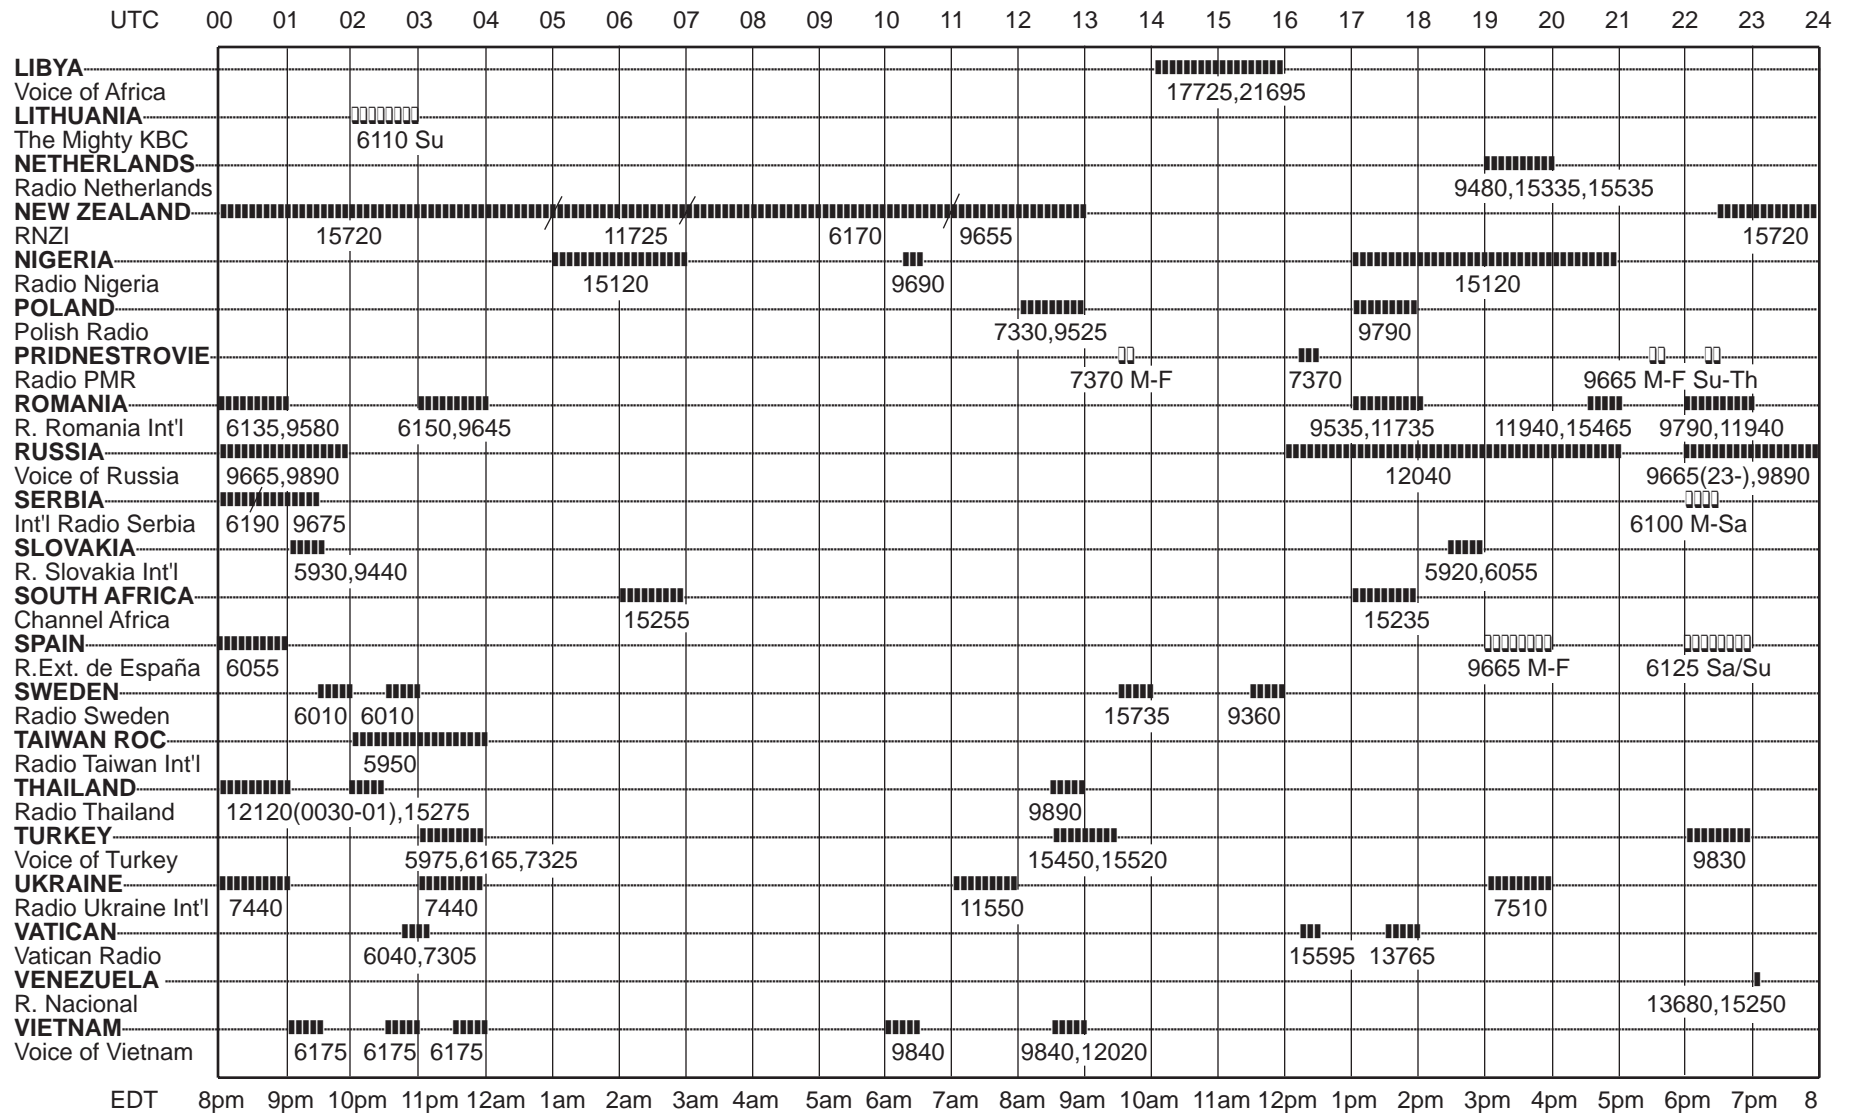 UTC 00 01 02 03 04 05 06 07 08 09 10 11 12 13 14 15 16 17 18 19 20 21 22 23 24
LIBYA
Voice of Africa 17725,21695
LITHUANIA
The Mighty KBC 6110 Su
NETHERLANDS
Radio Netherlands 9480,15335,15535
NEW ZEALAND
RNZI 15720 11725 6170 9655 15720
NIGERIA
Radio Nigeria 15120 9690 15120
POLAND
Polish Radio 7330,9525 9790
PRIDNESTROVIE
Radio PMR 7370 M-F 7370 9665 M-F Su-Th
ROMANIA
R. Romania Int'l 6135,9580 6150,9645 9535,11735 11940,15465 9790,11940
RUSSIA
Voice of Russia 9665,9890 12040 9665(23-),9890
SERBIA
Int'l Radio Serbia 6190 9675 6100 M-Sa
SLOVAKIA
R. Slovakia Int'l 5930,9440 5920,6055
SOUTH AFRICA
Channel Africa 15255 15235
SPAIN
R.Ext. de España 6055 9665 M-F 6125 Sa/Su
SWEDEN
Radio Sweden 6010 6010 15735 9360
TAIWAN ROC
Radio Taiwan Int'l 5950
THAILAND
Radio Thailand 12120(0030-01),15275 9890
TURKEY
Voice of Turkey 5975,6165,7325 15450,15520 9830
UKRAINE
Radio Ukraine Int'l 7440 7440 11550 7510
VATICAN
Vatican Radio 6040,7305 15595 13765
VENEZUELA
R. Nacional 13680,15250
VIETNAM
Voice of Vietnam 6175 6175 6175 9840 9840,12020
EDT 8pm 9pm 10pm 11pm 12am 1am 2am 3am 4am 5am 6am 7am 8am 9am 10am 11am 12pm 1pm 2pm 3pm 4pm 5pm 6pm 7pm 8